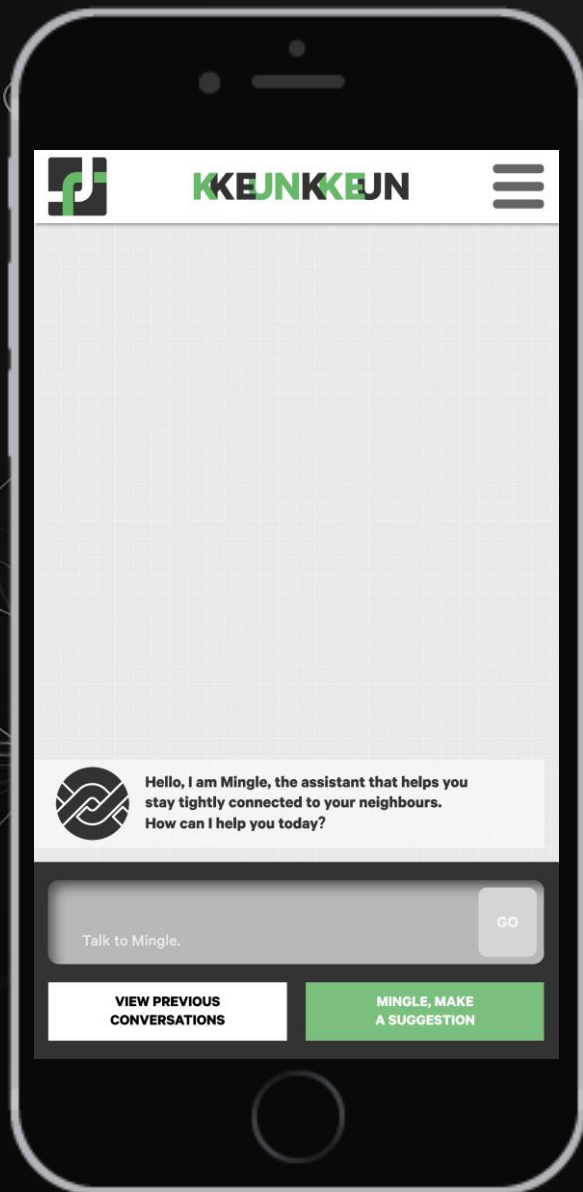 KKEUNKKEUN
Hello, I am Mingle, the assistant that helps you
stay tightly connected to your neighbours.
How can I help you today?
Talk to Mingle.
GO
VIEW PREVIOUS
CONVERSATIONS
MINGLE, MAKE
A SUGGESTION